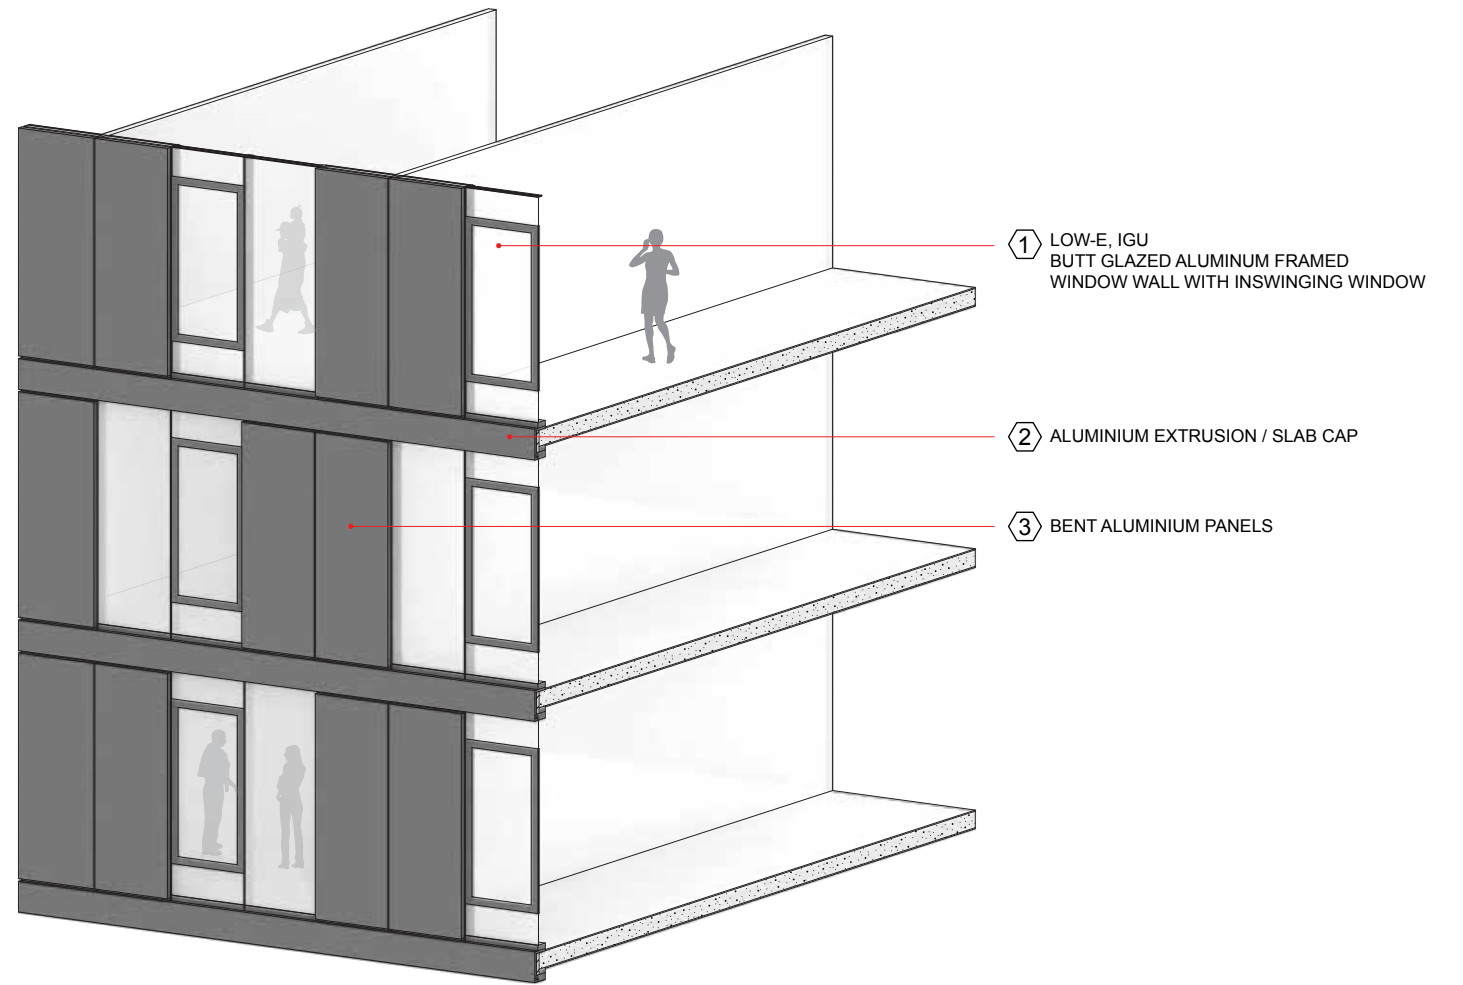 1 LOW-E, IGU
BUTT GLAZED ALUMINUM FRAMED
WINDOW WALL WITH INSWINGING WINDOW
2 ALUMINIUM EXTRUSION / SLAB CAP
3 BENT ALUMINIUM PANELS